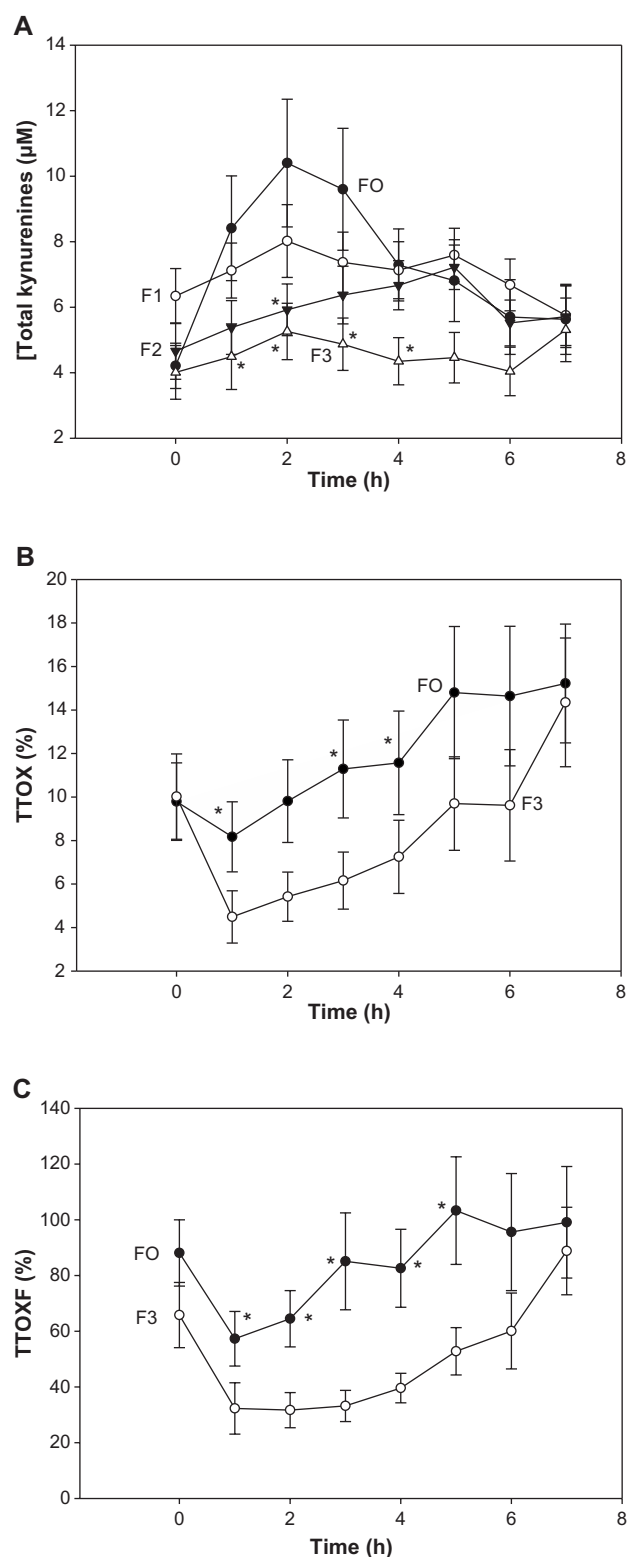 A
14
12
10
8
6
4
2
[Total kynurenines (µM)
FO
F1
F2
F3
*
*
*
*
*
0 2 4 6 8
Time (h)
B
20
18
16
14
12
10
8
6
4
2
TTOX (%)
FO
F3
*
*
*
0 2 4 6 8
Time (h)
C
140
120
100
80
60
40
20
0
TTOXF (%)
FO
F3
*
*
*
*
*
0 2 4 6 8
Time (h)